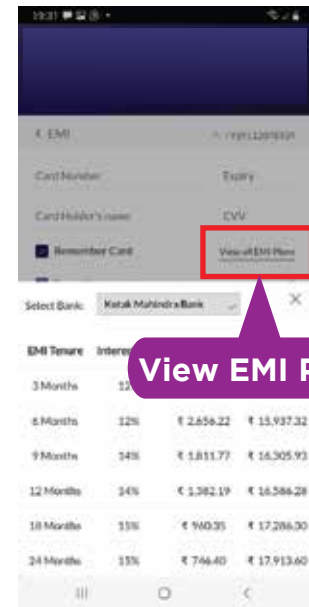 19:31
EMI
Card Number Expiry
Card Holder's name CVV
Remember Card View all EMI Plans
Select Bank: Kotak Mahindra Bank
EMI Tenure
View EMI P
3 Months
6 Months 12% ₹ 2,656.22 ₹ 15,937.32
9 Months 14% ₹ 1,811.77 ₹ 16,305.93
12 Months 14% ₹ 1,382.19 ₹ 16,586.28
18 Months 15% ₹ 960.35 ₹ 17,286.30
24 Months 15% ₹ 746.40 ₹ 17,913.60